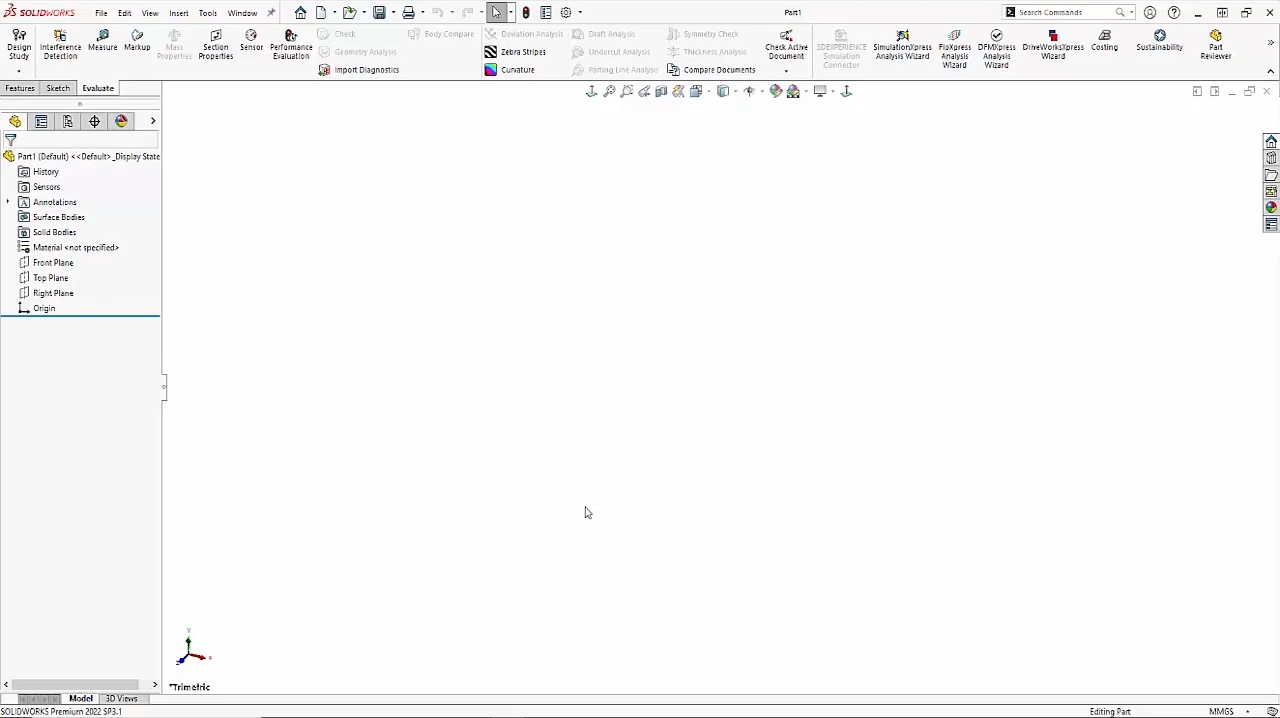 SOLIDWORKS File Edit View Insert Tools Window Part1 Search Commands
Design Study
Interference Detection
Measure
Markup
Mass Properties
Section Properties
Sensor
Performance Evaluation
Check
Geometry Analysis
Import Diagnostics
Body Compare
Deviation Analysis
Zebra Stripes
Curvature
Draft Analysis
Undercut Analysis
Parting Line Analysis
Symmetry Check
Thickness Analysis
Compare Documents
Check Active Document
3DEXPERIENCE Simulation Connector
SimulationXpress Analysis Wizard
FloXpress Analysis Wizard
DFMXpress Analysis Wizard
DriveWorksXpress Wizard
Costing
Sustainability
Part Reviewer
Features Sketch Evaluate
Part1 (Default) <<Default>_Display State
History
Sensors
Annotations
Surface Bodies
Solid Bodies
Material <not specified>
Front Plane
Top Plane
Right Plane
Origin
Y
X
Z
*Trimetric
Model 3D Views
SOLIDWORKS Premium 2022 SP3.1 Editing Part MMGS